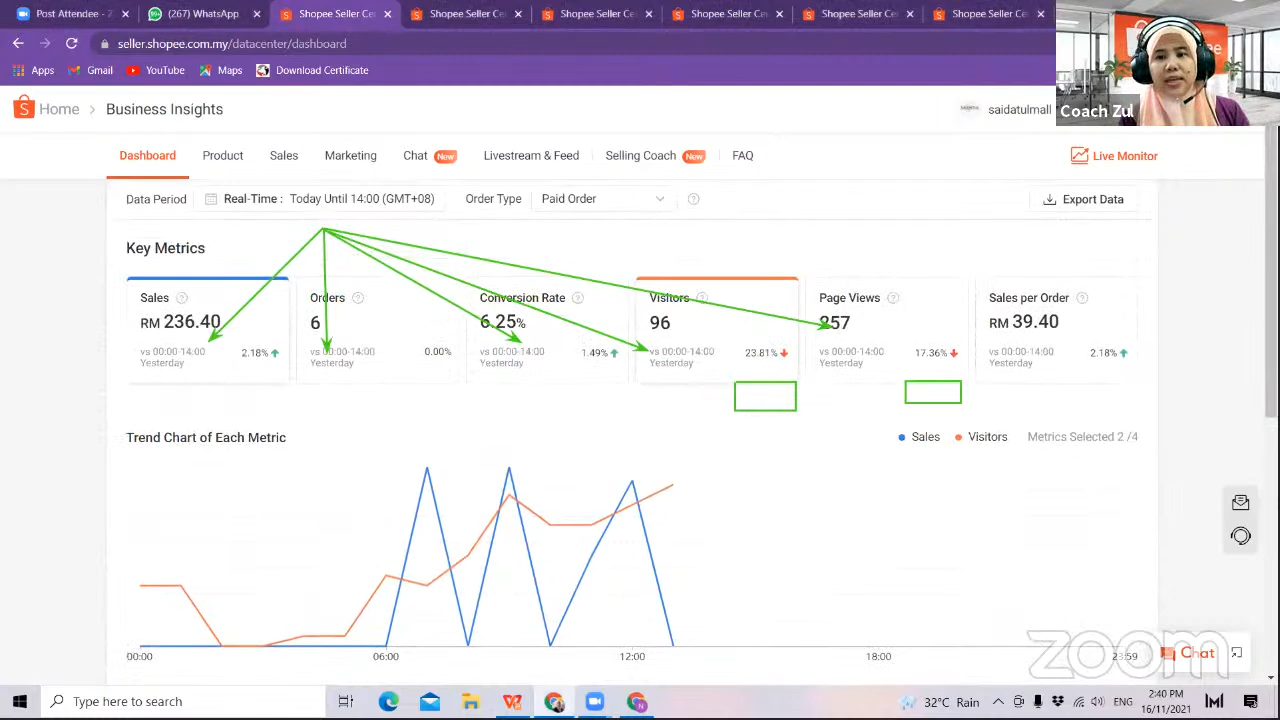 (267) WhatsApp
Shopee Seller Ce
Shopee Seller Cen
Shopee Seller Cen
Shopee Seller Cen
Shopee Seller Cen
Shopee Seller Cen
seller.shopee.com.my/datacenter/dashboard
Apps Gmail YouTube Maps Download Certificate
Coach Zul
Home > Business Insights
saidatulmall
Dashboard Product Sales Marketing Chat New Livestream & Feed Selling Coach New FAQ Live Monitor
Data Period Real-Time : Today Until 14:00 (GMT+08) Order Type Paid Order Export Data
Key Metrics
Sales
RM 236.40
vs 00:00-14:00
Yesterday
2.18%
Orders
6
vs 00:00-14:00
Yesterday
0.00%
Conversion Rate
6.25%
vs 00:00-14:00
Yesterday
1.49%
Visitors
96
vs 00:00-14:00
Yesterday
23.81%
Page Views
357
vs 00:00-14:00
Yesterday
17.36%
Sales per Order
RM 39.40
vs 00:00-14:00
Yesterday
2.18%
Trend Chart of Each Metric
Sales Visitors Metrics Selected 2 /4
00:00 06:00 12:00 18:00 23:59
zoom
Chat
Type here to search
32°C Rain
ENG
2:40 PM
16/11/2021